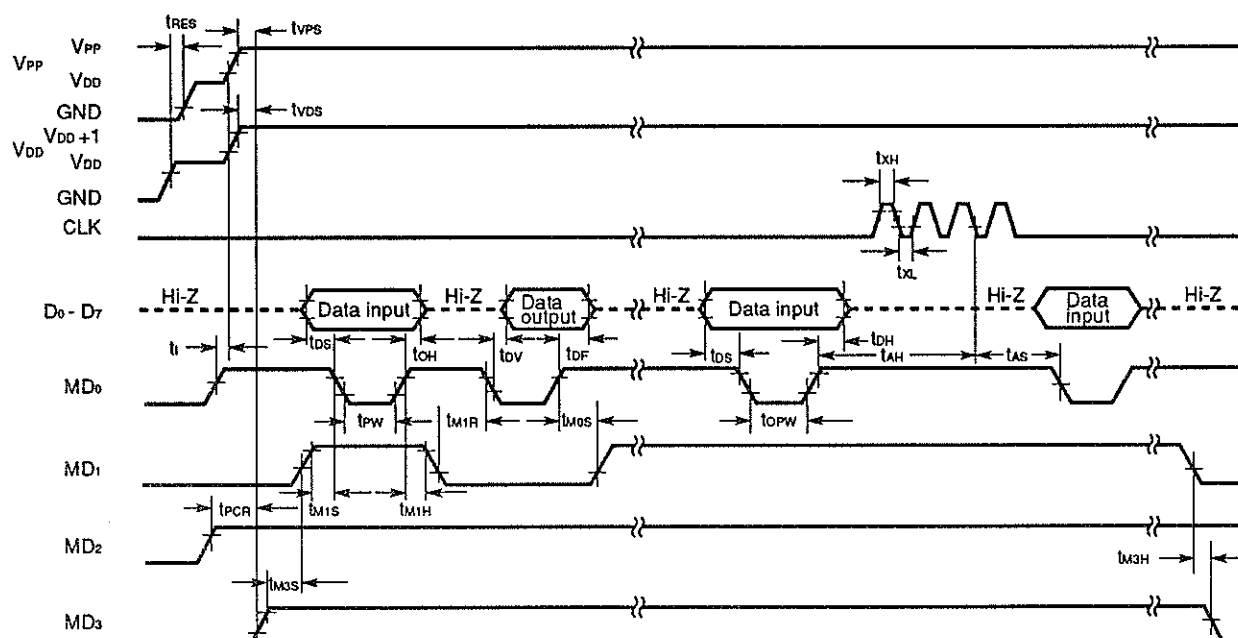 tRES tVPS
VPP
VPP
VDD
GND
tVDS
VDD +1
VDD
VDD
GND
tXH
CLK
tXL
Hi-Z Data input Hi-Z Data output Hi-Z Data input Hi-Z Data input Hi-Z
D0 - D7
tI tDS tOH tDV tDF tDS tDH
tAH tAS
MD0
tPW tM1R tM0S tOPW
MD1
tPCR tM1S tM1H
MD2
tM3S tM3H
MD3